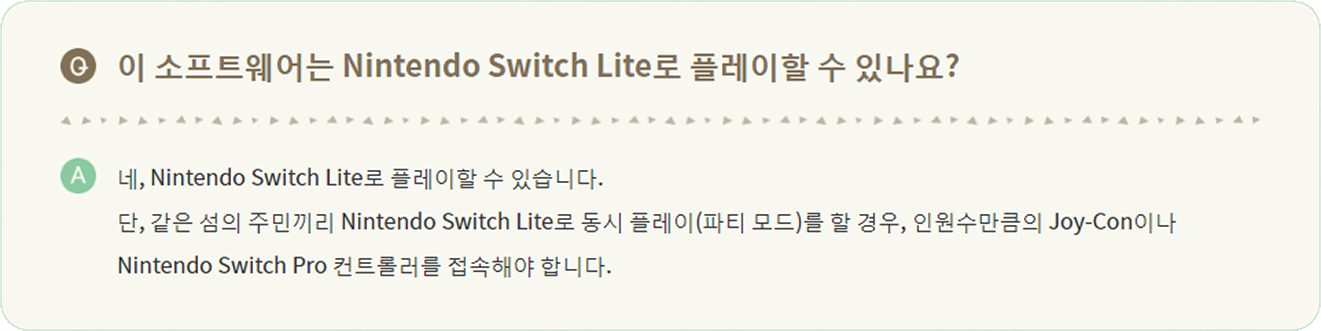 Q 이 소프트웨어는 Nintendo Switch Lite로 플레이할 수 있나요?
A 네, Nintendo Switch Lite로 플레이할 수 있습니다.
단, 같은 섬의 주민끼리 Nintendo Switch Lite로 동시 플레이(파티 모드)를 할 경우, 인원수만큼의 Joy-Con이나
Nintendo Switch Pro 컨트롤러를 접속해야 합니다.